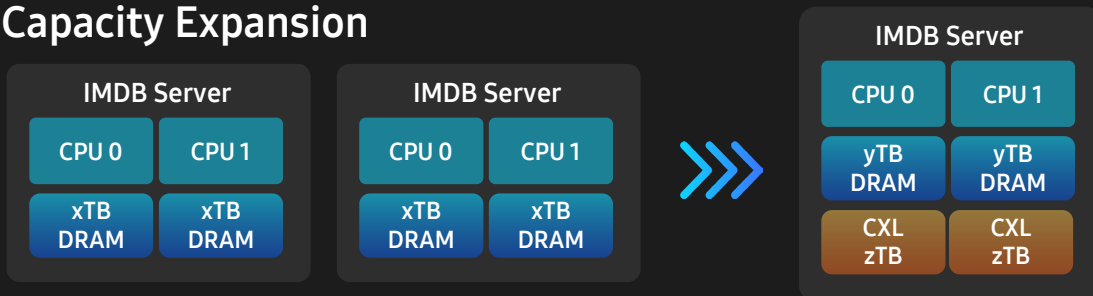 Capacity Expansion
IMDB Server
CPU 0
CPU 1
xTB
DRAM
xTB
DRAM
IMDB Server
CPU 0
CPU 1
xTB
DRAM
xTB
DRAM
IMDB Server
CPU 0
CPU 1
yTB
DRAM
yTB
DRAM
CXL
zTB
CXL
zTB